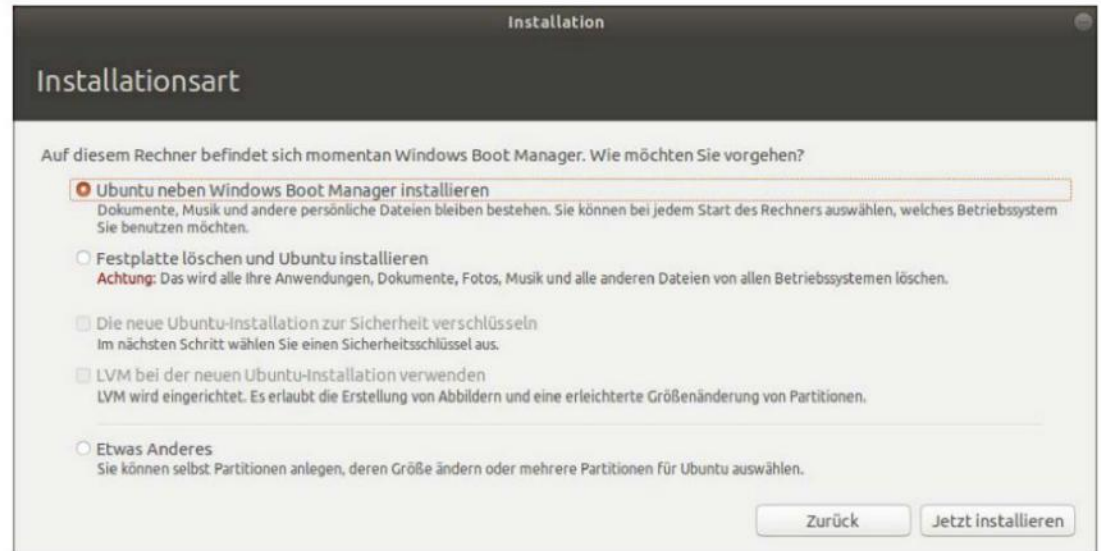 Installation
Installationsart
Auf diesem Rechner befindet sich momentan Windows Boot Manager. Wie möchten Sie vorgehen?
Ubuntu neben Windows Boot Manager installieren
Dokumente, Musik und andere persönliche Dateien bleiben bestehen. Sie können bei jedem Start des Rechners auswählen, welches Betriebssystem
Sie benutzen möchten.
Festplatte löschen und Ubuntu installieren
Achtung: Das wird alle Ihre Anwendungen, Dokumente, Fotos, Musik und alle anderen Dateien von allen Betriebssystemen löschen.
Die neue Ubuntu-Installation zur Sicherheit verschlüsseln
Im nächsten Schritt wählen Sie einen Sicherheitsschlüssel aus.
LVM bei der neuen Ubuntu-Installation verwenden
LVM wird eingerichtet. Es erlaubt die Erstellung von Abbildern und eine erleichterte Größenänderung von Partitionen.
Etwas Anderes
Sie können selbst Partitionen anlegen, deren Größe ändern oder mehrere Partitionen für Ubuntu auswählen.
Zurück
Jetzt installieren